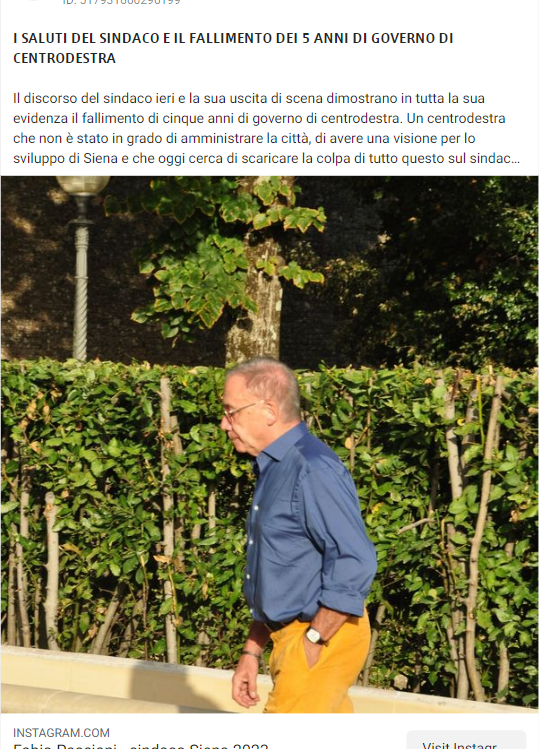 I SALUTI DEL SINDACO E IL FALLIMENTO DEI 5 ANNI DI GOVERNO DI
CENTRODESTRA
Il discorso del sindaco ieri e la sua uscita di scena dimostrano in tutta la sua
evidenza il fallimento di cinque anni di governo di centrodestra. Un centrodestra
che non è stato in grado di amministrare la città, di avere una visione per lo
sviluppo di Siena e che oggi cerca di scaricare la colpa di tutto questo sul sindac...
INSTAGRAM.COM
Visit Instagr